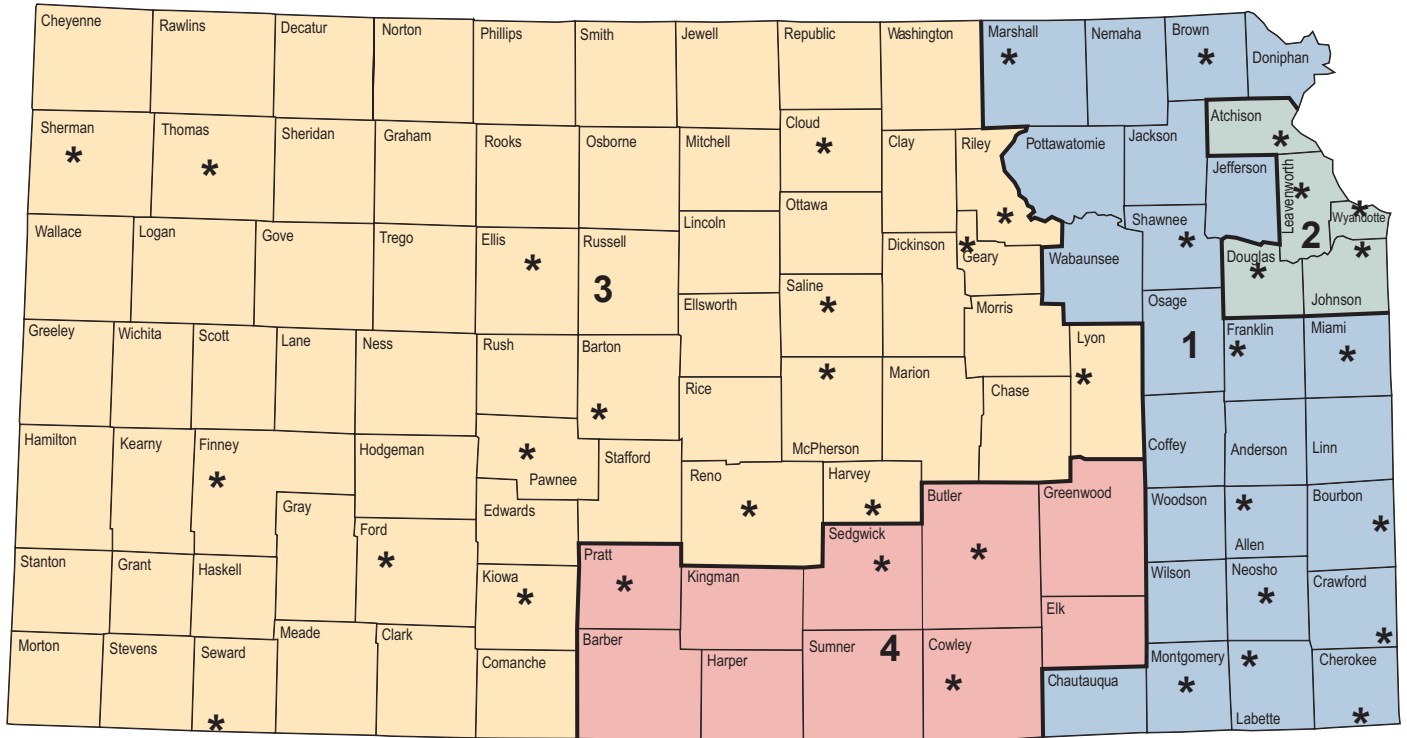 Cheyenne
Rawlins
Decatur
Norton
Phillips
Smith
Jewell
Republic
Washington
Marshall
*
Nemaha
Brown
*
Doniphan
Sherman
*
Thomas
*
Sheridan
Graham
Rooks
Osborne
Mitchell
Cloud
*
Clay
Riley
*
Pottawatomie
Jackson
Atchison
*
Jefferson
Leavenworth
*
Wyandotte
*
2
Wallace
Logan
Gove
Trego
Ellis
*
Russell
3
Lincoln
Ottawa
Dickinson
*
Geary
Wabaunsee
Shawnee
*
Douglas
*
Johnson
*
Greeley
Wichita
Scott
Lane
Ness
Rush
Barton
*
Ellsworth
Saline
*
Morris
Lyon
*
Osage
1
Franklin
*
Miami
*
Rice
*
McPherson
Marion
Chase
Hamilton
Kearny
Finney
*
Hodgeman
*
Pawnee
Stafford
Reno
*
Harvey
*
Butler
*
Greenwood
Coffey
Anderson
Linn
Gray
Ford
*
Edwards
Pratt
*
Kingman
Sedgwick
*
Woodson
*
Allen
Bourbon
*
Stanton
Grant
Haskell
Kiowa
*
Elk
Wilson
Neosho
*
Crawford
*
Morton
Stevens
Seward
*
Meade
Clark
Comanche
Barber
Harper
Sumner
4
Cowley
*
Chautauqua
Montgomery
*
*
Labette
Cherokee
*